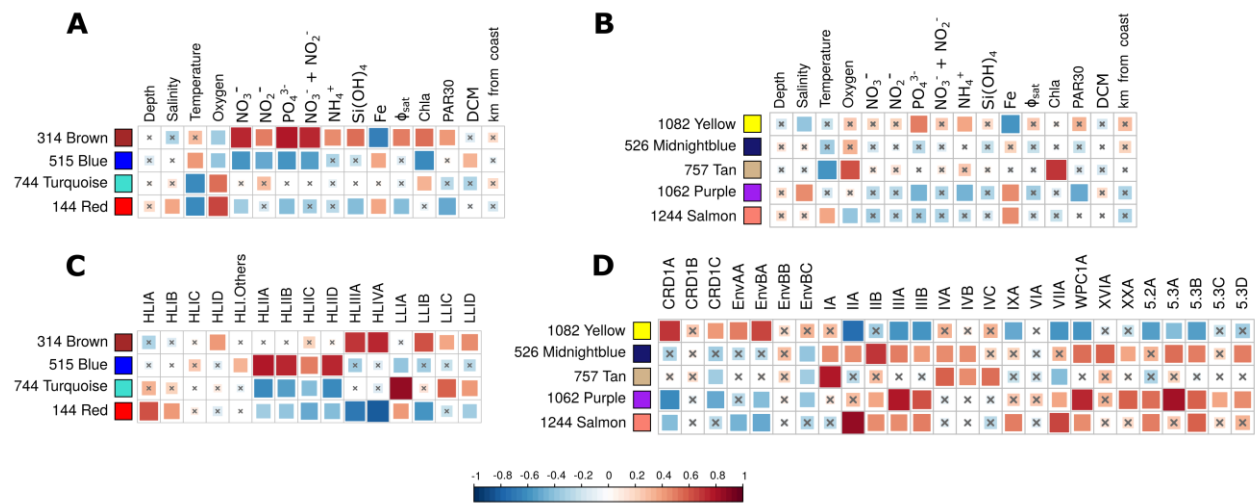 A
Depth
Salinity
Temperature
Oxygen
NO₃⁻
NO₂⁻
PO₄³⁻
NO₃⁻ + NO₂⁻
NH₄⁺
Si(OH)₄
Fe
ϕsat
Chla
PAR30
DCM
km from coast
314 Brown
515 Blue
744 Turquoise
144 Red
B
Depth
Salinity
Temperature
Oxygen
NO₃⁻
NO₂⁻
PO₄³⁻
NO₃⁻ + NO₂⁻
NH₄⁺
Si(OH)₄
Fe
ϕsat
Chla
PAR30
DCM
km from coast
1082 Yellow
526 Midnightblue
757 Tan
1062 Purple
1244 Salmon
C
HLIA
HLIB
HLIC
HLID
HLI.Others
HLIIA
HLIIB
HLIIC
HLIID
HLIIIA
HLIVA
LLIA
LLIB
LLIC
LLID
314 Brown
515 Blue
744 Turquoise
144 Red
D
CRD1A
CRD1B
CRD1C
EnvAA
EnvBA
EnvBB
EnvBC
IA
IIA
IIB
IIIA
IIIB
IVA
IVB
IVC
IXA
VIA
VIIA
WPC1A
XVIA
XXA
5.2A
5.3A
5.3B
5.3C
5.3D
1082 Yellow
526 Midnightblue
757 Tan
1062 Purple
1244 Salmon
-1 -0.8 -0.6 -0.4 -0.2 0 0.2 0.4 0.6 0.8 1